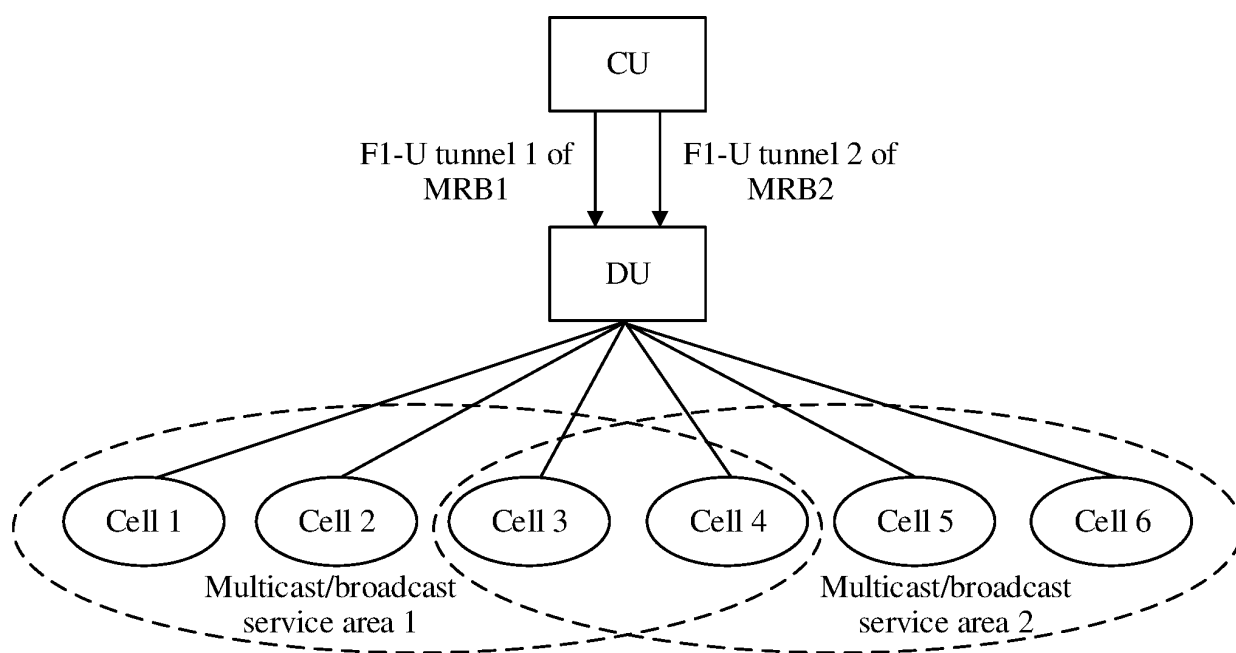 CU
F1-U tunnel 1 of
MRB1
F1-U tunnel 2 of
MRB2
DU
Cell 1
Cell 2
Cell 3
Cell 4
Cell 5
Cell 6
Multicast/broadcast
service area 1
Multicast/broadcast
service area 2